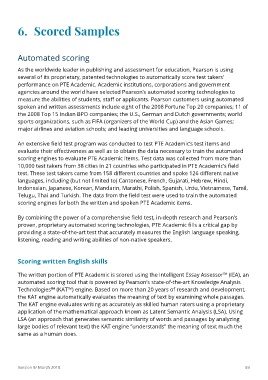 6. Scored Samples
Automated scoring
As the worldwide leader in publishing and assessment for education, Pearson is using
several of its proprietary, patented technologies to automatically score test takers'
performance on PTE Academic. Academic institutions, corporations and government
agencies around the world have selected Pearson's automated scoring technologies to
measure the abilities of students, staff or applicants. Pearson customers using automated
spoken and written assessments include eight of the 2008 Fortune Top 20 companies; 11 of
the 2008 Top 15 Indian BPO companies; the U.S., German and Dutch governments; world
sports organizations, such as FIFA (organizers of the World Cup) and the Asian Games;
major airlines and aviation schools; and leading universities and language schools.
An extensive field test program was conducted to test PTE Academic's test items and
evaluate their effectiveness as well as to obtain the data necessary to train the automated
scoring engines to evaluate PTE Academic items. Test data was collected from more than
10,000 test takers from 38 cities in 21 countries who participated in PTE Academic's field
test. These test takers came from 158 different countries and spoke 126 different native
languages, including (but not limited to) Cantonese, French, Gujarati, Hebrew, Hindi,
Indonesian, Japanese, Korean, Mandarin, Marathi, Polish, Spanish, Urdu, Vietnamese, Tamil,
Telugu, Thai and Turkish. The data from the field test were used to train the automated
scoring engines for both the written and spoken PTE Academic items.
By combining the power of a comprehensive field test, in-depth research and Pearson's
proven, proprietary automated scoring technologies, PTE Academic fills a critical gap by
providing a state-of-the-art test that accurately measures the English language speaking,
listening, reading and writing abilities of non-native speakers.
Scoring written English skills
The written portion of PTE Academic is scored using the Intelligent Essay Assessor™ (IEA), an
automated scoring tool that is powered by Pearson's state-of-the-art Knowledge Analysis
Technologies™ (KAT™) engine. Based on more than 20 years of research and development,
the KAT engine automatically evaluates the meaning of text by examining whole passages.
The KAT engine evaluates writing as accurately as skilled human raters using a proprietary
application of the mathematical approach known as Latent Semantic Analysis (LSA). Using
LSA (an approach that generates semantic similarity of words and passages by analyzing
large bodies of relevant text) the KAT engine "understands" the meaning of text much the
same as a human does.